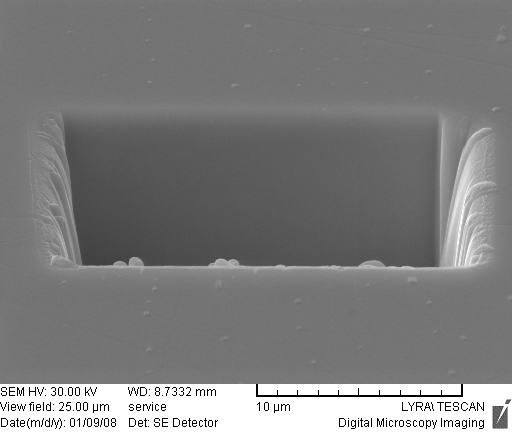 SEM HV: 30.00 kV WD: 8.7332 mm
View field: 25.00 µm service 10 µm LYRA\TESCAN
Date(m/d/y): 01/09/08 Det: SE Detector Digital Microscopy Imaging